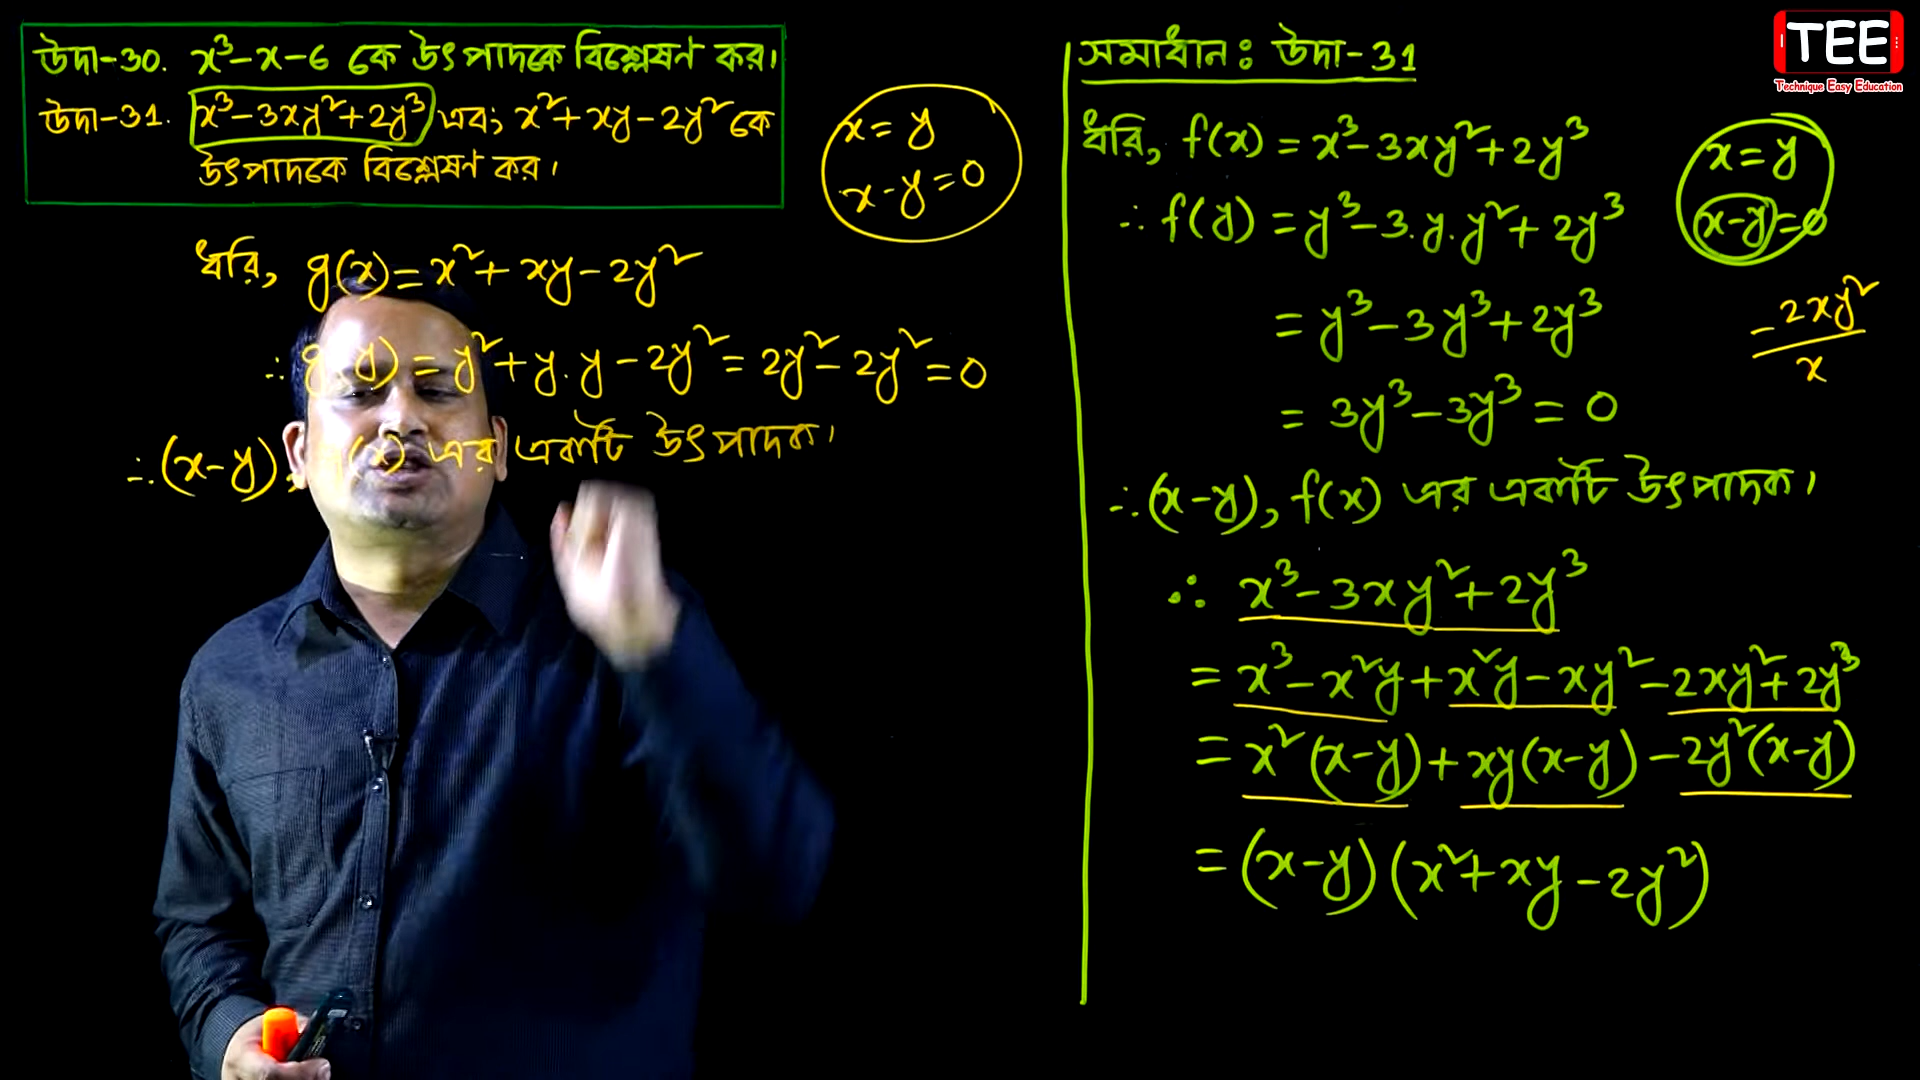 উদা-30. x³-x-6 কে উৎপাদকে বিশ্লেষণ কর।
উদা-31. x³-3xy²+2y³ এবং x²+xy-2y² কে
উৎপাদকে বিশ্লেষণ কর।
x=y
x-y=0
ধরি, g(x)=x²+xy-2y²
∴ g(y)=y²+y.y-2y²=2y²-2y²=0
∴(x-y), g(x) এর একটি উৎপাদক।
সমাধান: উদা-31
ধরি, f(x)=x³-3xy²+2y³
∴ f(y)=y³-3.y.y²+2y³
=y³-3y³+2y³
=3y³-3y³=0
∴(x-y), f(x) এর একটি উৎপাদক।
∴ x³-3xy²+2y³
=x³-x²y+x²y-xy²-2xy²+2y³
=x²(x-y)+xy(x-y)-2y²(x-y)
=(x-y)(x²+xy-2y²)
x=y
x-y=0
-2xy²
x
TEE
Technique Easy Education